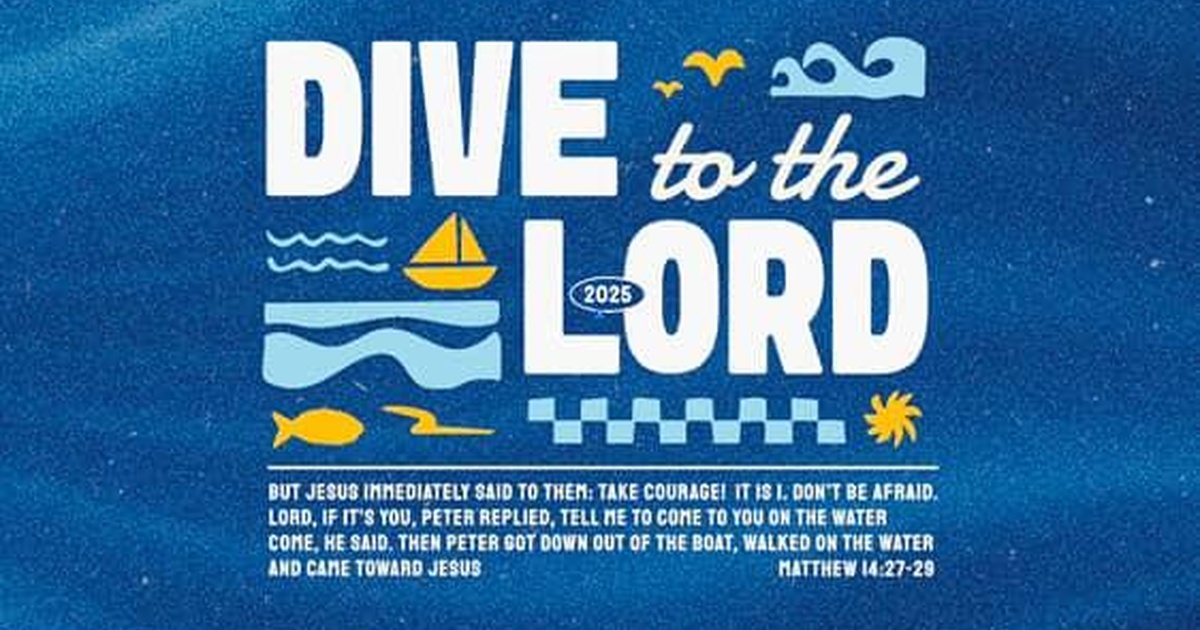 DIVE
to the
LORD
2025
BUT JESUS IMMEDIATELY SAID TO THEM: TAKE COURAGE! IT IS I. DON'T BE AFRAID.
LORD, IF IT'S YOU, PETER REPLIED, TELL ME TO COME TO YOU ON THE WATER
COME, HE SAID. THEN PETER GOT DOWN OUT OF THE BOAT, WALKED ON THE WATER
AND CAME TOWARD JESUS MATTHEW 14:27-29